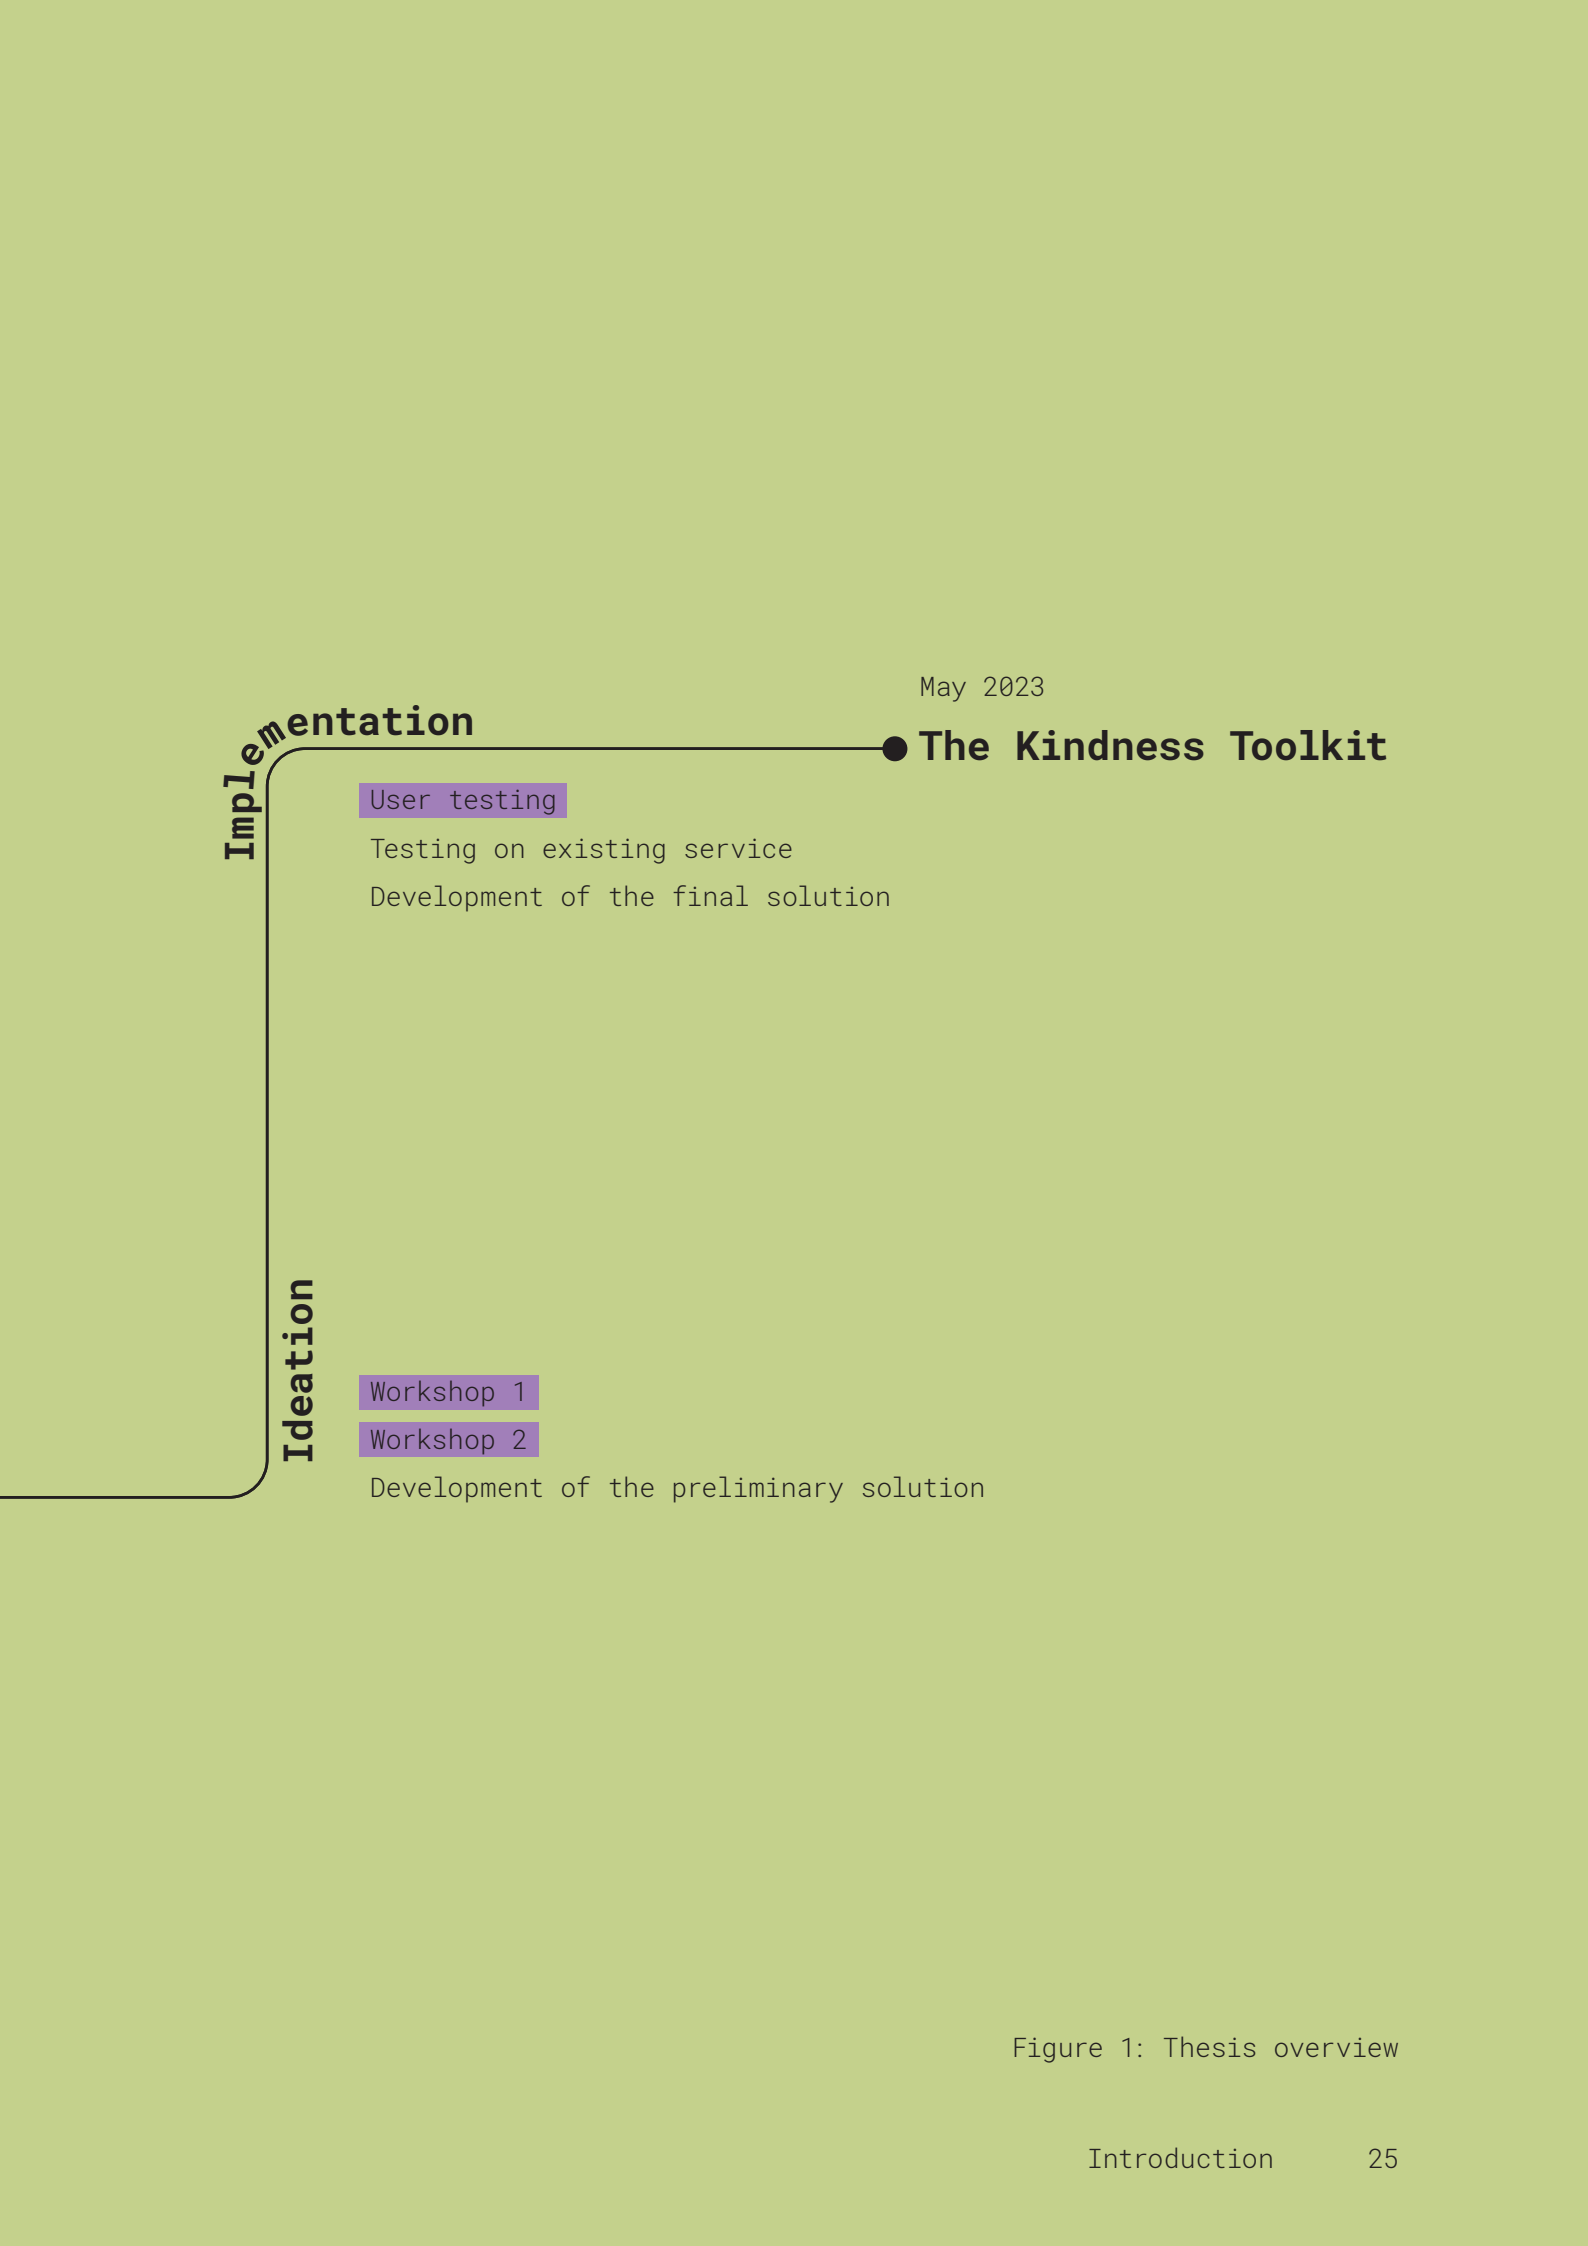 May 2023
Implementation
The Kindness Toolkit
User testing
Testing on existing service
Development of the final solution
Ideation
Workshop 1
Workshop 2
Development of the preliminary solution
Figure 1: Thesis overview
Introduction 25